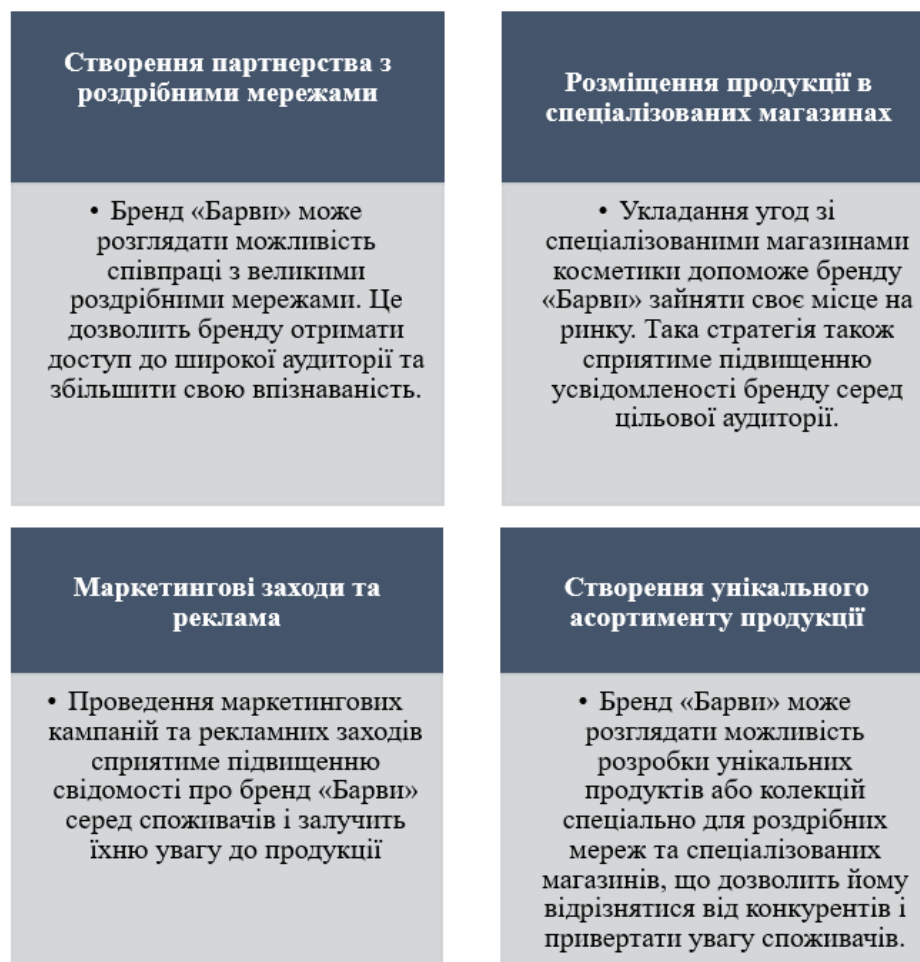 Створення партнерства з
роздрібними мережами
• Бренд «Барви» може
розглядати можливість
співпраці з великими
роздрібними мережами. Це
дозволить бренду отримати
доступ до широкої аудиторії та
збільшити свою впізнаваність.
Розміщення продукції в
спеціалізованих магазинах
• Укладання угод зі
спеціалізованими магазинами
косметики допоможе бренду
«Барви» зайняти своє місце на
ринку. Така стратегія також
сприятиме підвищенню
усвідомленості бренду серед
цільової аудиторії.
Маркетингові заходи та
реклама
• Проведення маркетингових
кампаній та рекламних заходів
сприятиме підвищенню
свідомості про бренд «Барви»
серед споживачів і залучить
їхню увагу до продукції
Створення унікального
асортименту продукції
• Бренд «Барви» може
розглядати можливість
розробки унікальних
продуктів або колекцій
спеціально для роздрібних
мереж та спеціалізованих
магазинів, що дозволить йому
відрізнятися від конкурентів і
привертати увагу споживачів.